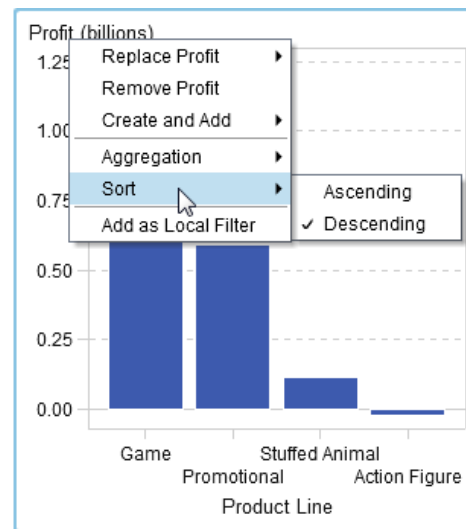 Profit (billions)
1.25
1.00
0.75
0.50
0.25
0.00
Replace Profit
Remove Profit
Create and Add
Aggregation
Sort
Add as Local Filter
Ascending
✓ Descending
Game
Promotional
Stuffed Animal
Action Figure
Product Line